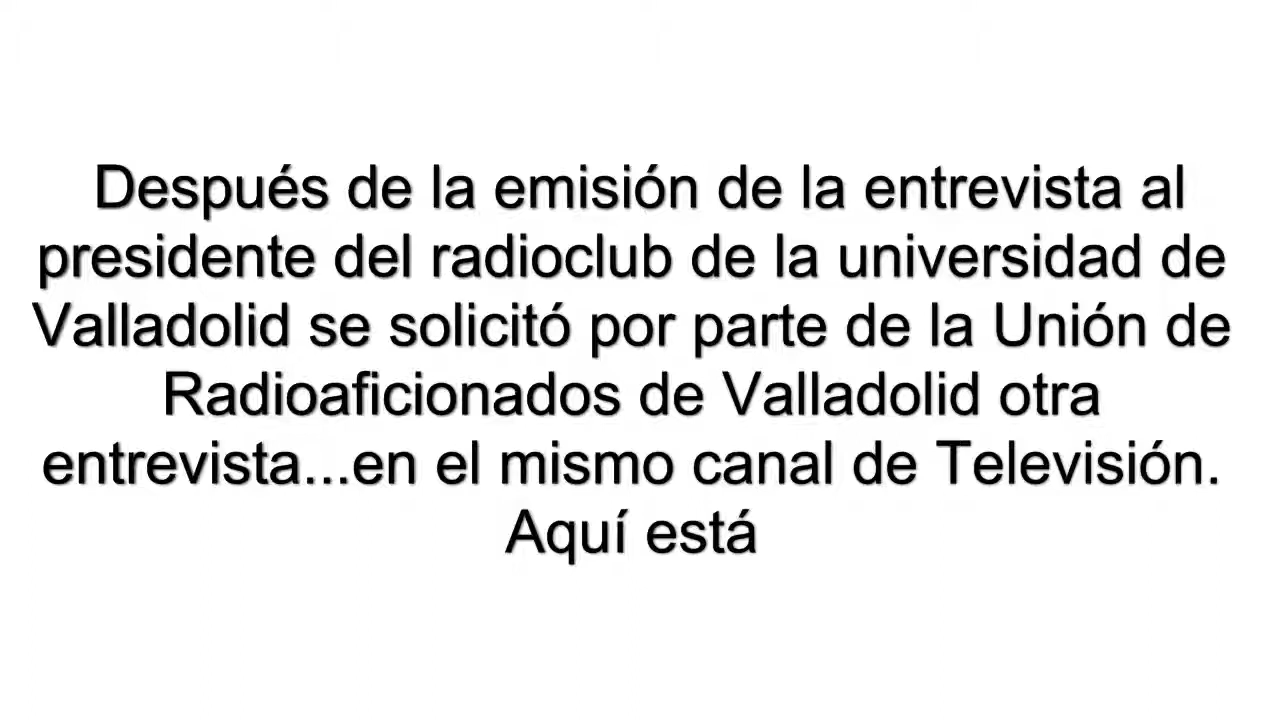 Después de la emisión de la entrevista al
presidente del radioclub de la universidad de
Valladolid se solicitó por parte de la Unión de
Radioaficionados de Valladolid otra
entrevista...en el mismo canal de Televisión.
Aquí está